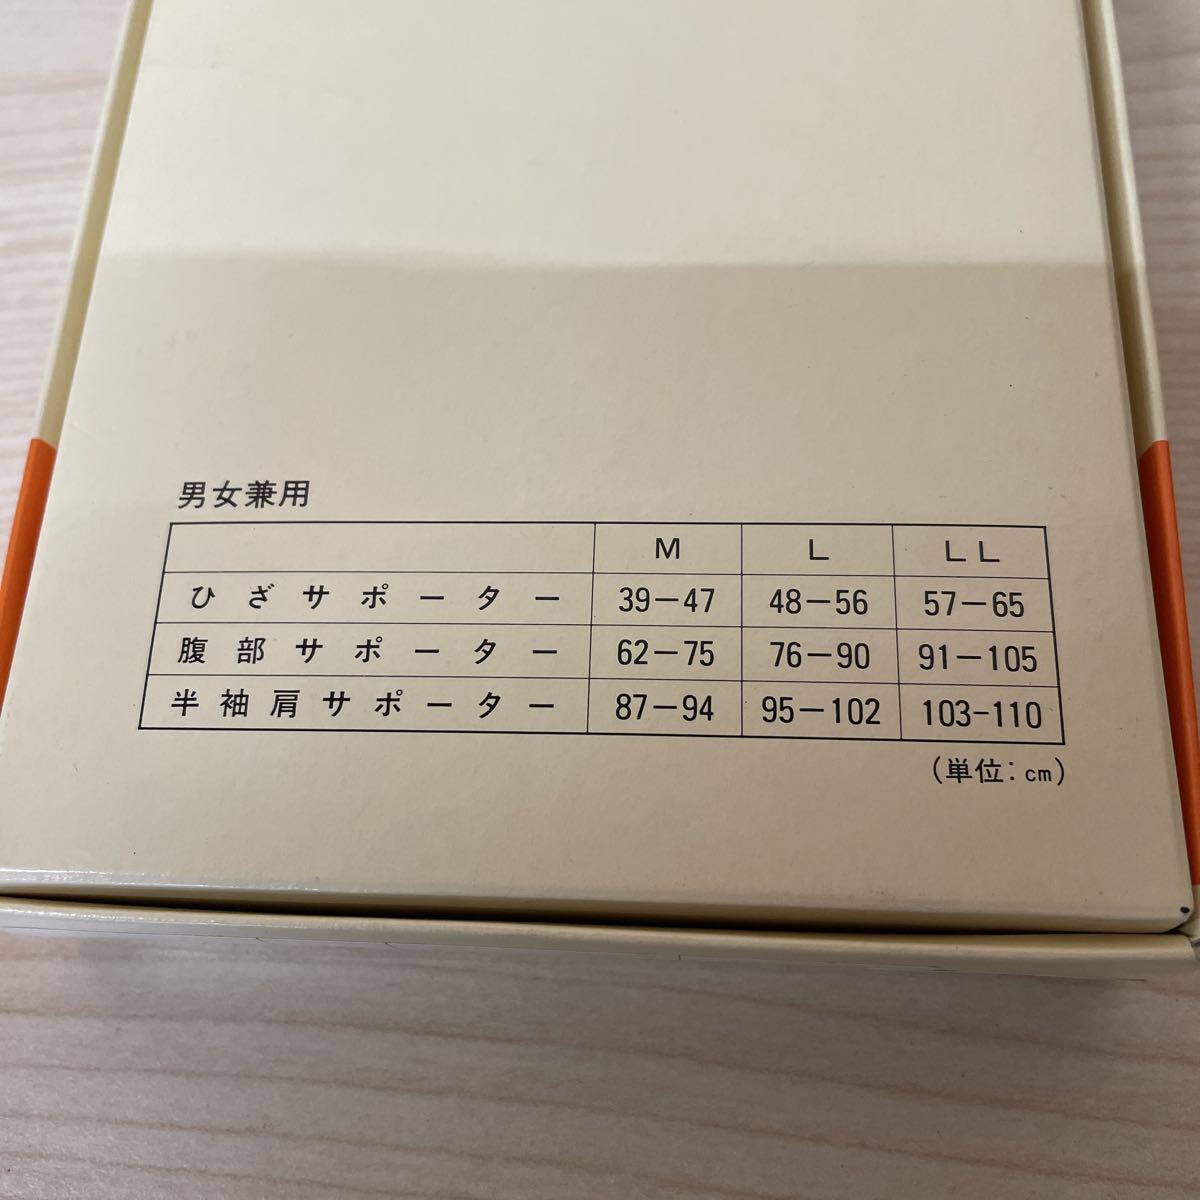 男女兼用
M L LL
ひざサポーター 39−47 48−56 57−65
腹部サポーター 62−75 76−90 91−105
半袖肩サポーター 87−94 95−102 103−110
(単位:cm)